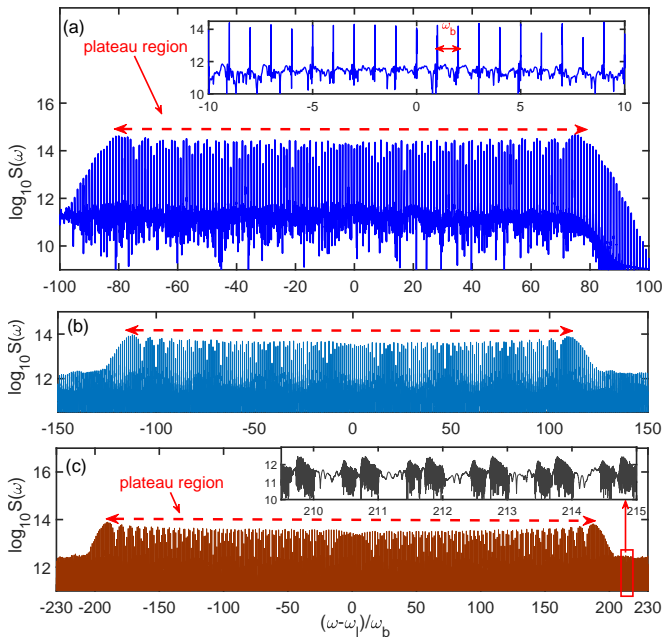 (a)
plateau region
ω_b
14
12
10
-10 -5 0 5 10
log10S(ω)
16
14
12
10
-100 -80 -60 -40 -20 0 20 40 60 80 100
(b)
log10S(ω)
14
12
-150 -100 -50 0 50 100 150
(c)
plateau region
log10S(ω)
16
14
12
12
11
10
210 211 212 213 214 215
-230 -200 -150 -100 -50 0 50 100 150 200 230
(ω-ω_l)/ω_b